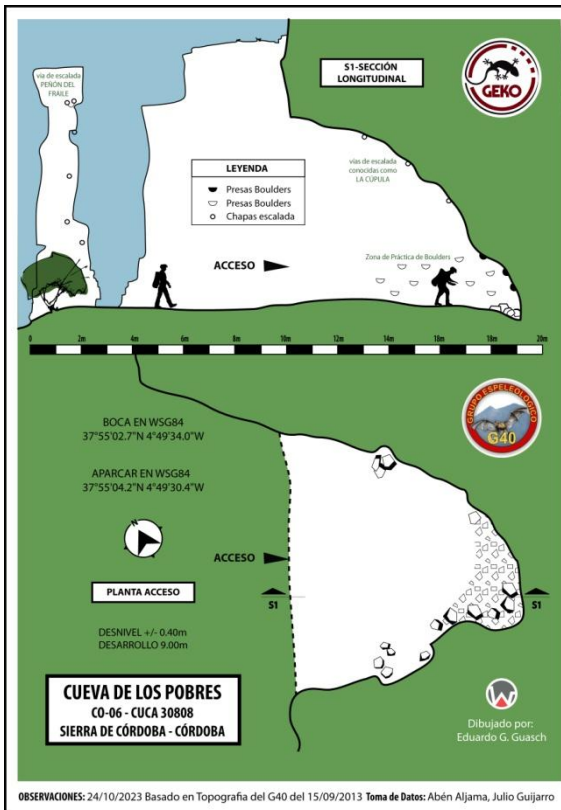 vía de escalada
PEÑÓN DEL
FRAILE
S1-SECCIÓN
LONGITUDINAL
GEKO
vías de escalada
conocidas como
LA CÚPULA
LEYENDA
Presas Boulders
Presas Boulders
Chapas escalada
Zona de Práctica de Boulders
ACCESO
0 2m 4m 6m 8m 10m 12m 14m 16m 18m 20m
BOCA EN WSG84
37°55'02.7"N 4°49'34.0"W
GRUPO ESPELEOLOGICO
G40
APARCAR EN WSG84
37°55'04.2"N 4°49'30.4"W
N
ACCESO
PLANTA ACCESO
S1
S1
DESNIVEL +/- 0.40m
DESARROLLO 9.00m
CUEVA DE LOS POBRES
CO-06 - CUCA 30808
SIERRA DE CÓRDOBA - CÓRDOBA
Dibujado por:
Eduardo G. Guasch
OBSERVACIONES: 24/10/2023 Basado en Topografia del G40 del 15/09/2013 Toma de Datos: Abén Aljama, Julio Guijarro